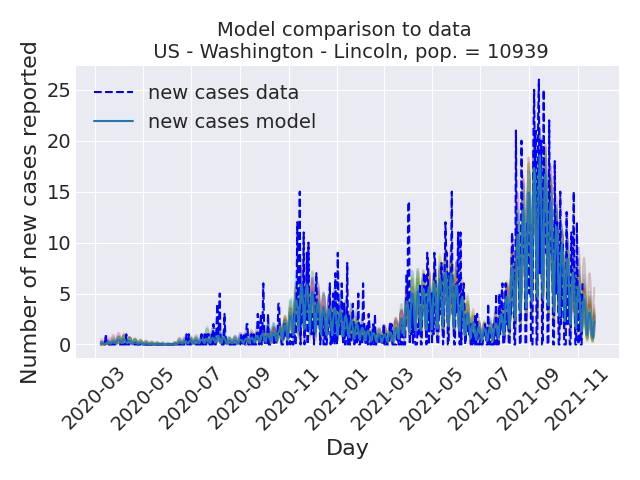 Model comparison to data
US - Washington - Lincoln, pop. = 10939
Number of new cases reported
25
20
15
10
5
0
new cases data
new cases model
2020-03
2020-05
2020-07
2020-09
2020-11
2021-01
2021-03
2021-05
2021-07
2021-09
2021-11
Day